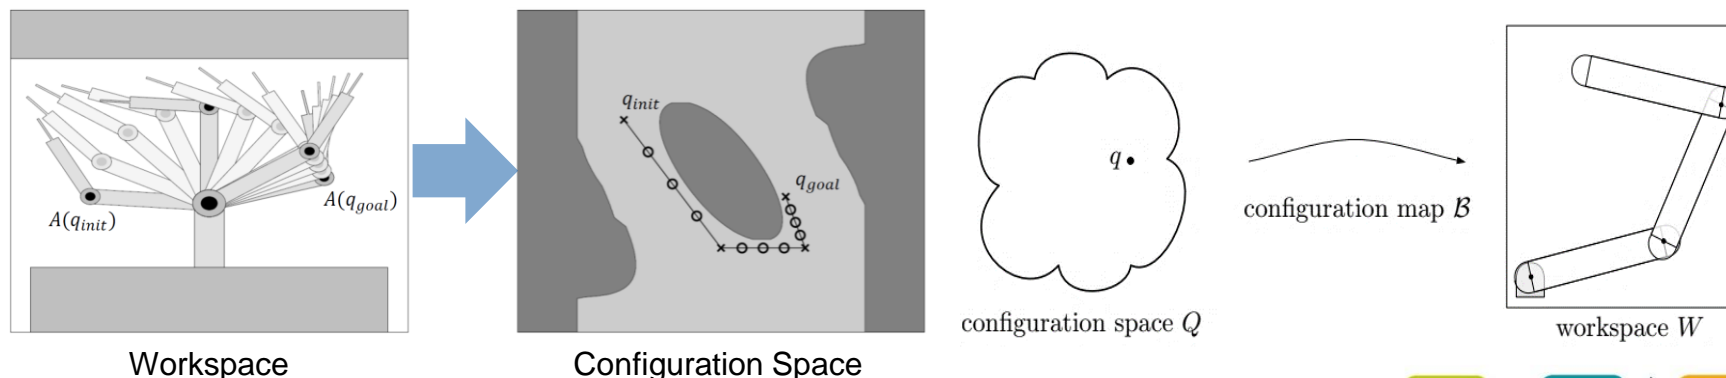 A(q_init)
A(q_goal)
Workspace
q_init
q_goal
Configuration Space
q
configuration space Q
configuration map B
workspace W